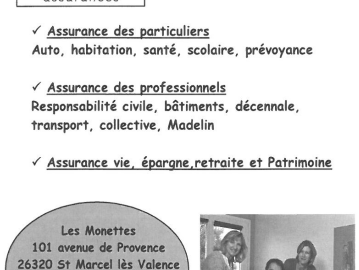 assurances
✓ Assurance des particuliers
Auto, habitation, santé, scolaire, prévoyance
✓ Assurance des professionnels
Responsabilité civile, bâtiments, décennale,
transport, collective, Madelin
✓ Assurance vie, épargne,retraite et Patrimoine
Les Monettes
101 avenue de Provence
26320 St Marcel lès Valence